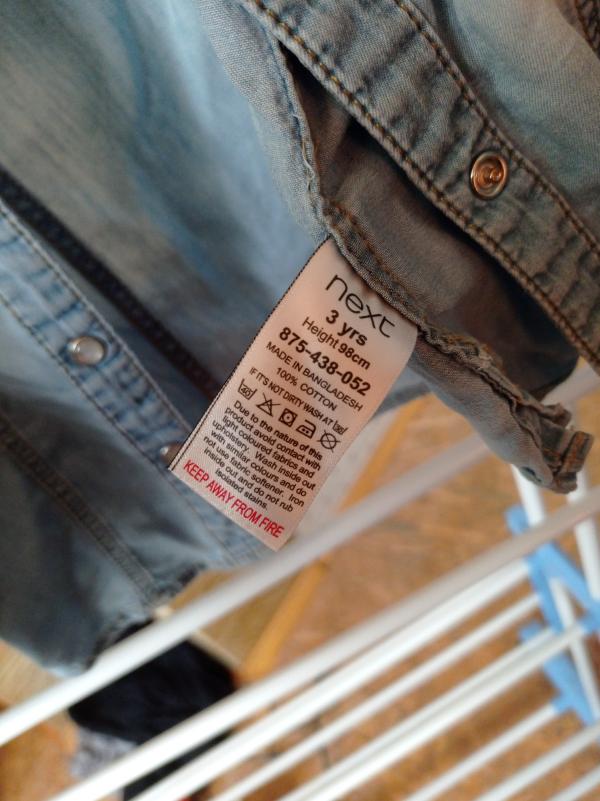 next
3 yrs
Height 98cm
875-438-052
MADE IN BANGLADESH
100% COTTON
IF IT'S NOT DIRTY WASH AT
40
Due to the nature of this
product avoid contact with
light coloured fabrics and
upholstery. Wash inside out
with similar colours and do
not use fabric softener. Iron
inside out and do not rub
isolated stains.
KEEP AWAY FROM FIRE